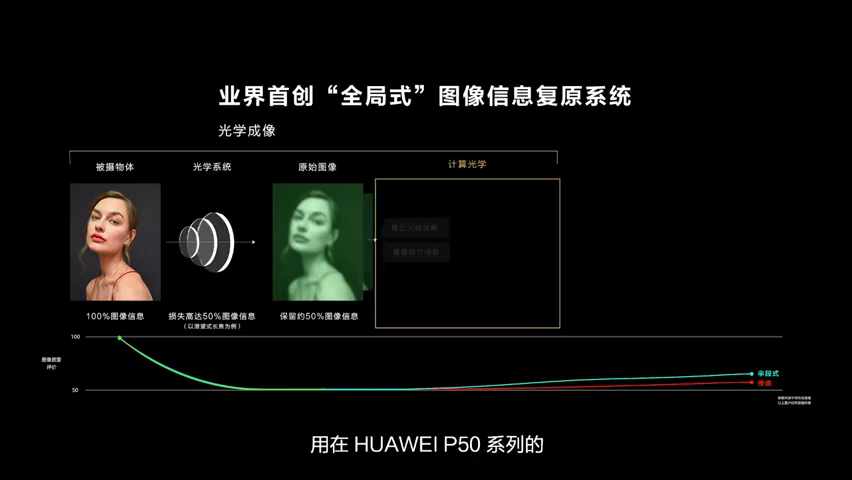 业界首创“全局式”图像信息复原系统
光学成像
被摄物体
光学系统
原始图像
计算光学
100%图像信息
损失高达50%图像信息
（以潜望式长焦为例）
保留约50%图像信息
100
图像质量
评价
50
半段式
传统
用在 HUAWEI P50 系列的